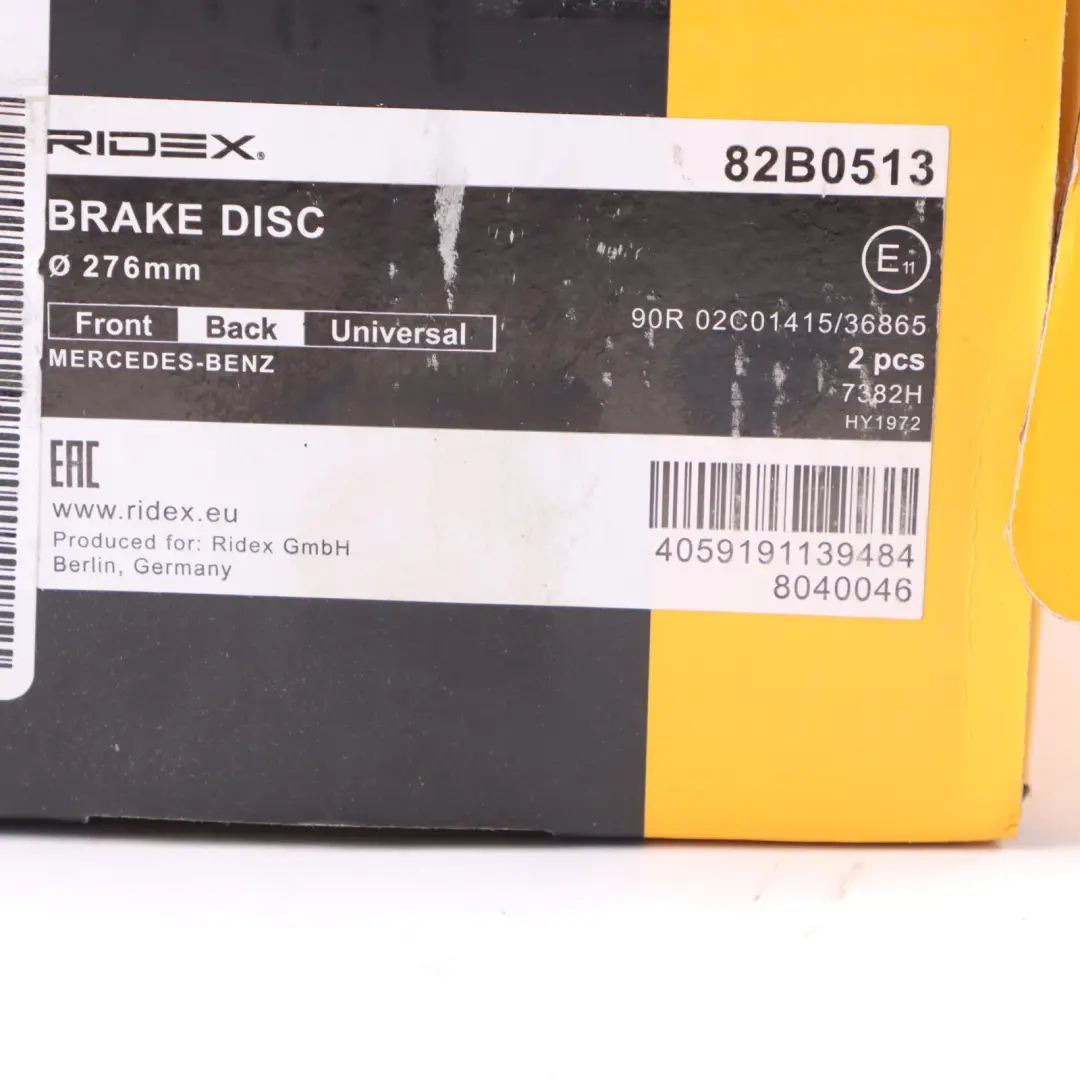 RIDEX®
82B0513
BRAKE DISC
Ø 276mm
E11
Front Back Universal
90R 02C01415/36865
MERCEDES-BENZ
2 pcs
7382H
HY1972
EAC
www.ridex.eu
Produced for: Ridex GmbH
Berlin, Germany
4059191139484
8040046